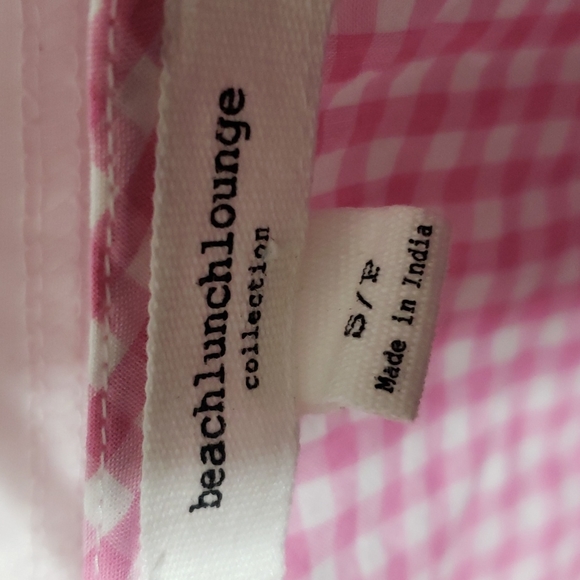 beachlunchlounge
collection
S/P
Made in India